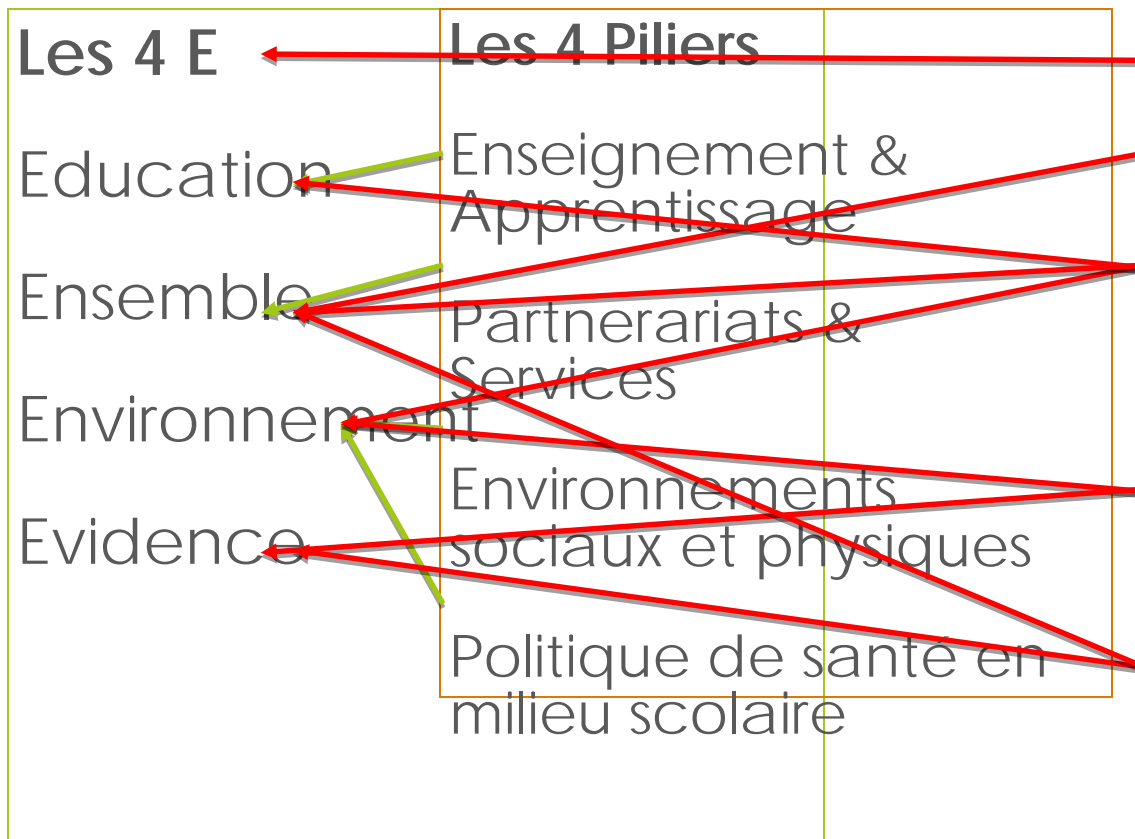 Les 4 E
Education
Ensemble
Environnement
Evidence
Les 4 Piliers
Enseignement &
Apprentissage
Partnerariats &
Services
Environnements
sociaux et physiques
Politique de santé en
milieu scolaire